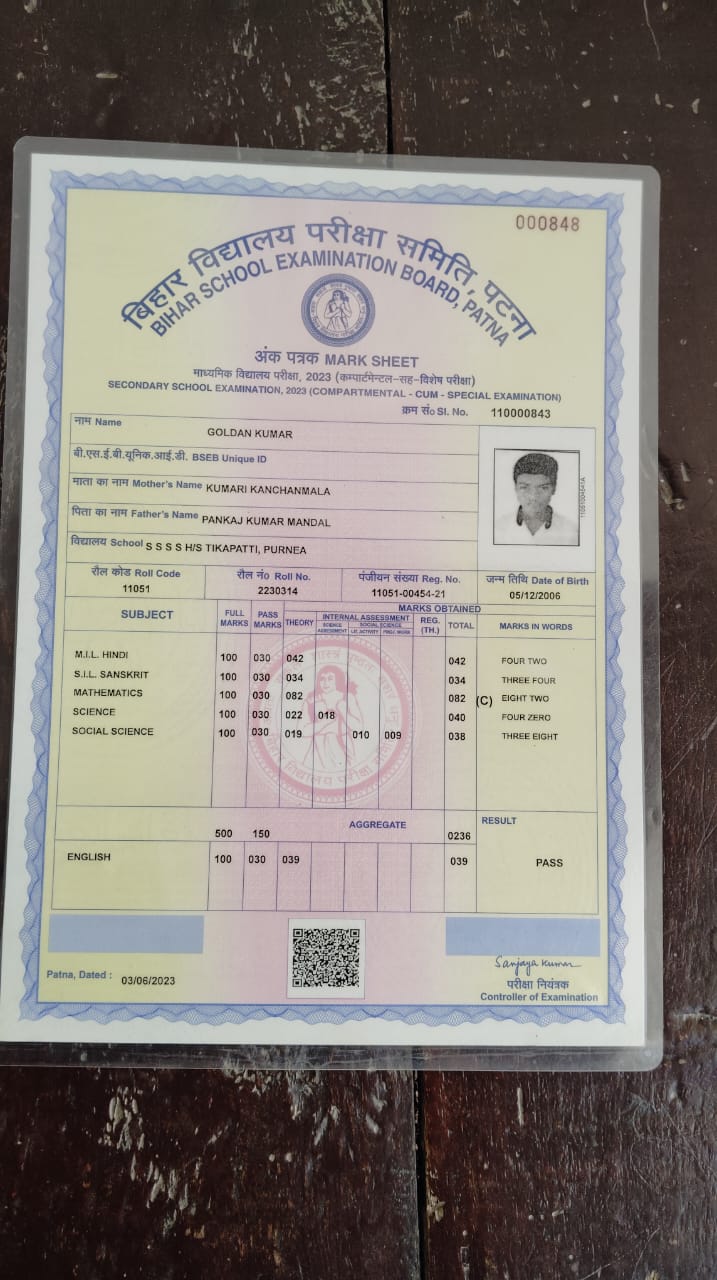 000848
बिहार विद्यालय परीक्षा समिति, पटना
BIHAR SCHOOL EXAMINATION BOARD, PATNA
अंक पत्रक MARK SHEET
माध्यमिक विद्यालय परीक्षा, 2023 (कम्पार्टमेन्टल-सह-विशेष परीक्षा)
SECONDARY SCHOOL EXAMINATION, 2023 (COMPARTMENTAL - CUM - SPECIAL EXAMINATION)
क्रम सं० Sl. No. 110000843
नाम Name GOLDAN KUMAR
बी.एस.ई.बी.यूनिक.आई.डी. BSEB Unique ID
माता का नाम Mother's Name KUMARI KANCHANMALA
पिता का नाम Father's Name PANKAJ KUMAR MANDAL
विद्यालय School S S S S H/S TIKAPATTI, PURNEA
रौल कोड Roll Code रौल नं० Roll No. पंजीयन संख्या Reg. No. जन्म तिथि Date of Birth
11051 2230314 11051-00454-21 05/12/2006
SUBJECT FULL MARKS PASS MARKS MARKS OBTAINED
THEORY INTERNAL ASSESSMENT REG. (TH.) TOTAL MARKS IN WORDS
SCIENCE ASSESSMENT SOCIAL SCIENCE
LIT. ACTIVITY PROJ. WORK
M.I.L. HINDI 100 030 042 042 FOUR TWO
S.I.L. SANSKRIT 100 030 034 034 THREE FOUR
MATHEMATICS 100 030 082 082 (C) EIGHT TWO
SCIENCE 100 030 022 018 040 FOUR ZERO
SOCIAL SCIENCE 100 030 019 010 009 038 THREE EIGHT
500 150 AGGREGATE 0236 RESULT
ENGLISH 100 030 039 039 PASS
Patna, Dated : 03/06/2023
Sanjaya Kumar
परीक्षा नियंत्रक
Controller of Examination